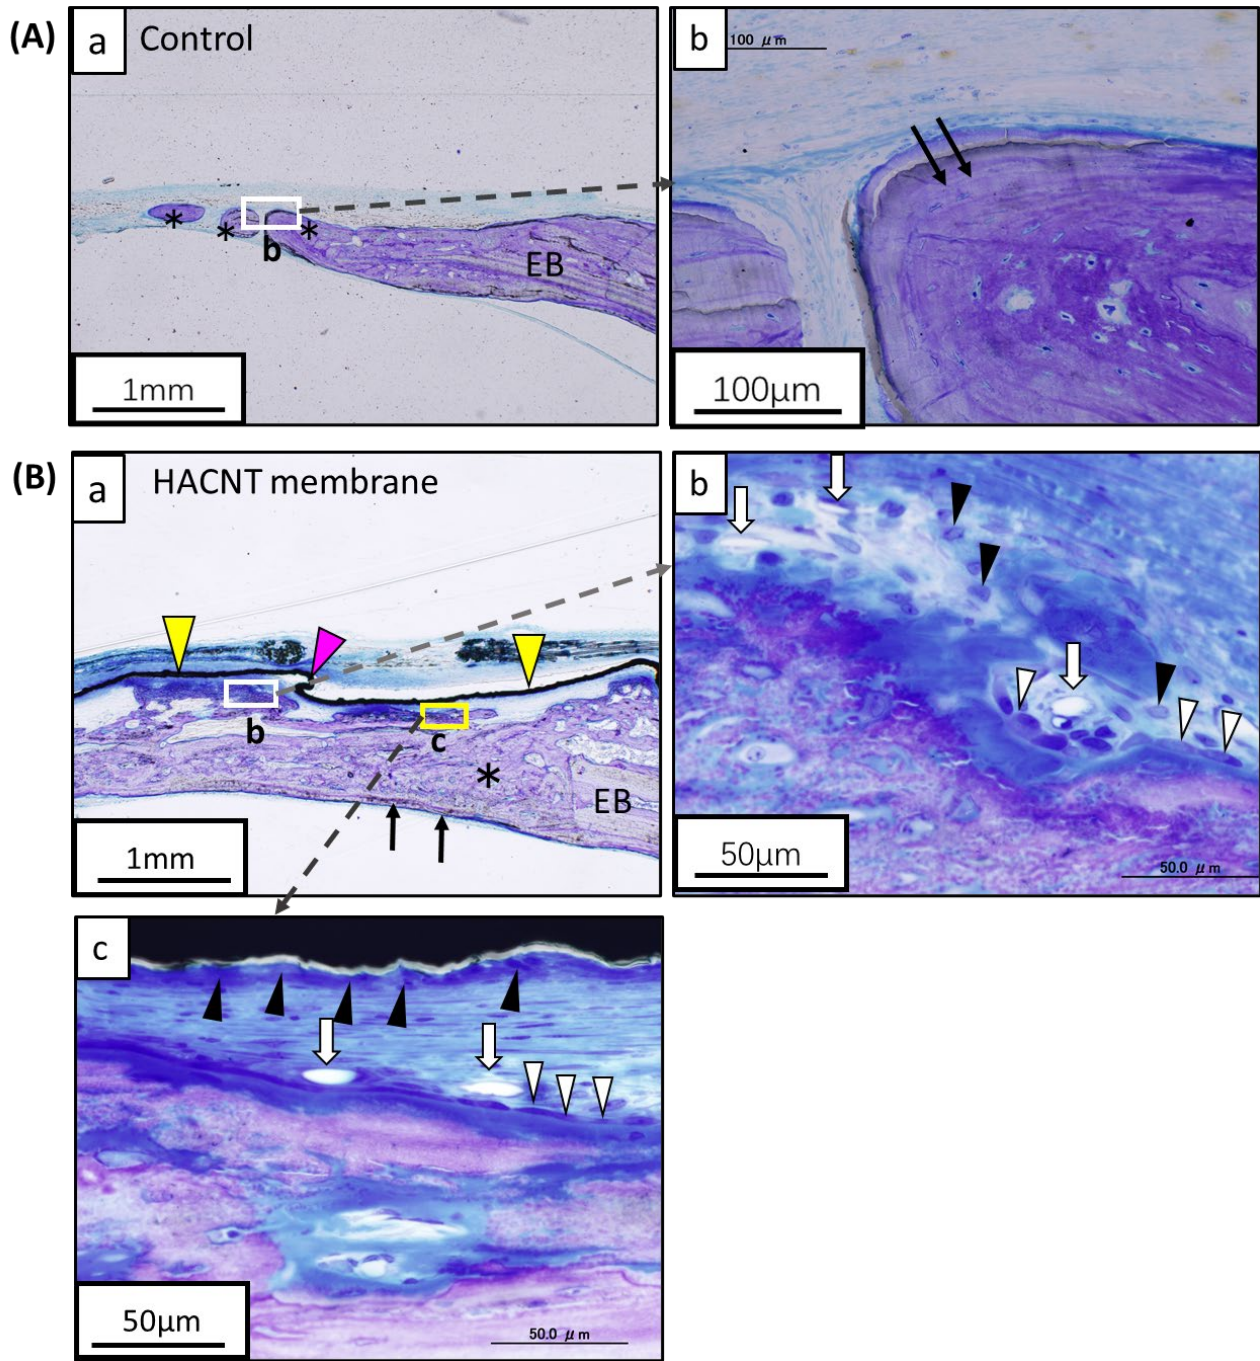 (A)
a Control
* * *
b
EB
1mm
b
100 μm
100μm
(B)
a HACNT membrane
b
c
*
EB
1mm
b
50μm
50.0 μm
c
50μm
50.0 μm